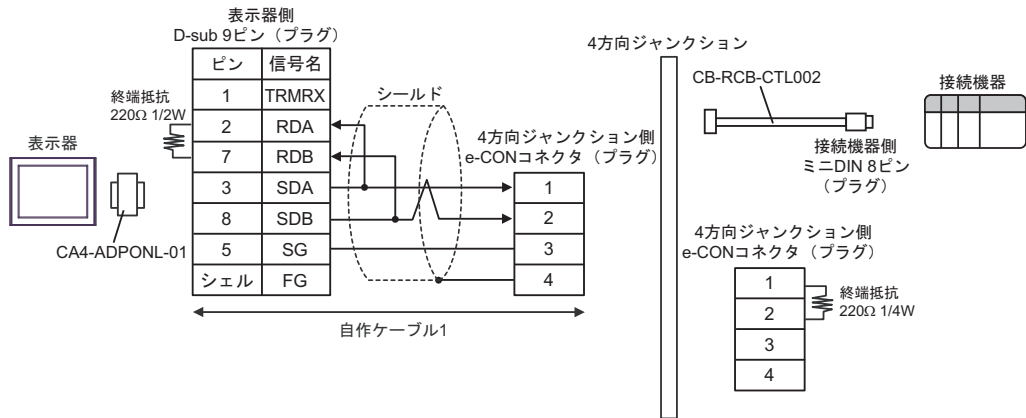 表示器側
D-sub 9ピン（プラグ）
ピン 信号名
1 TRMRX
2 RDA
7 RDB
3 SDA
8 SDB
5 SG
シェル FG
終端抵抗
220Ω 1/2W
表示器
CA4-ADPONL-01
シールド
4方向ジャンクション側
e-CONコネクタ（プラグ）
1
2
3
4
自作ケーブル1
4方向ジャンクション
CB-RCB-CTL002
接続機器
接続機器側
ミニDIN 8ピン
（プラグ）
4方向ジャンクション側
e-CONコネクタ（プラグ）
1
2
3
4
終端抵抗
220Ω 1/4W